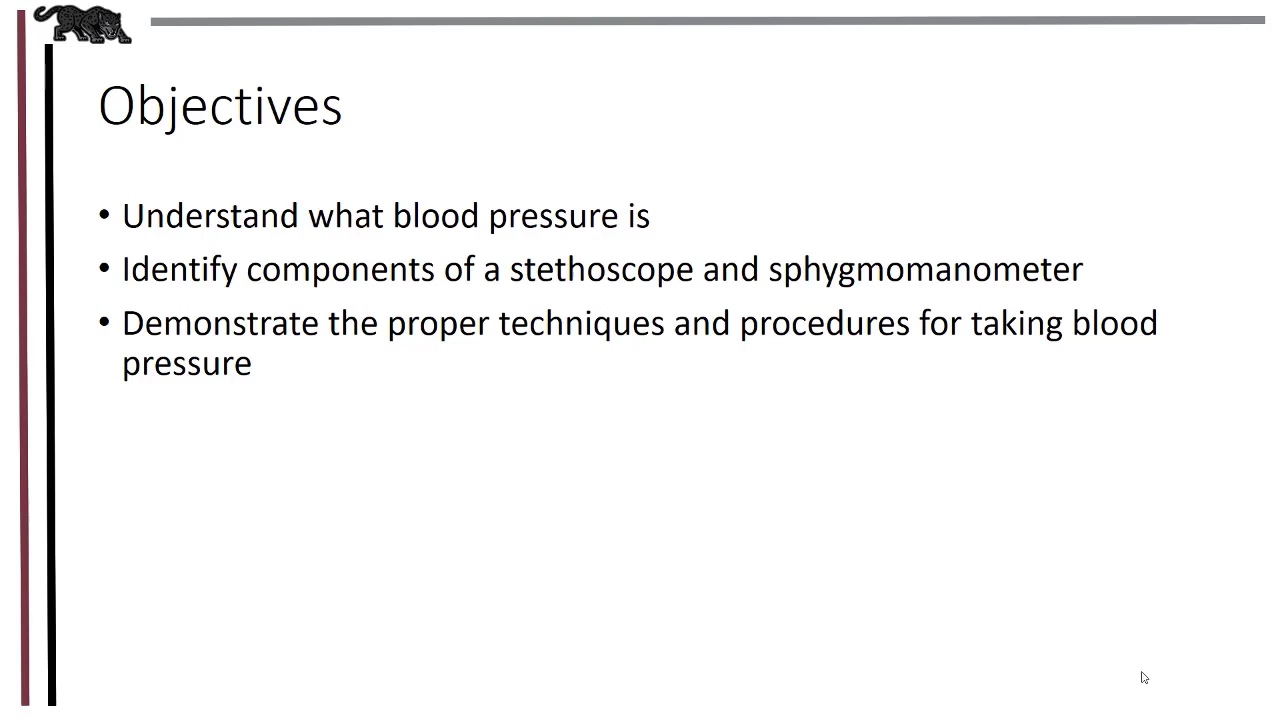 Objectives
• Understand what blood pressure is
• Identify components of a stethoscope and sphygmomanometer
• Demonstrate the proper techniques and procedures for taking blood
pressure